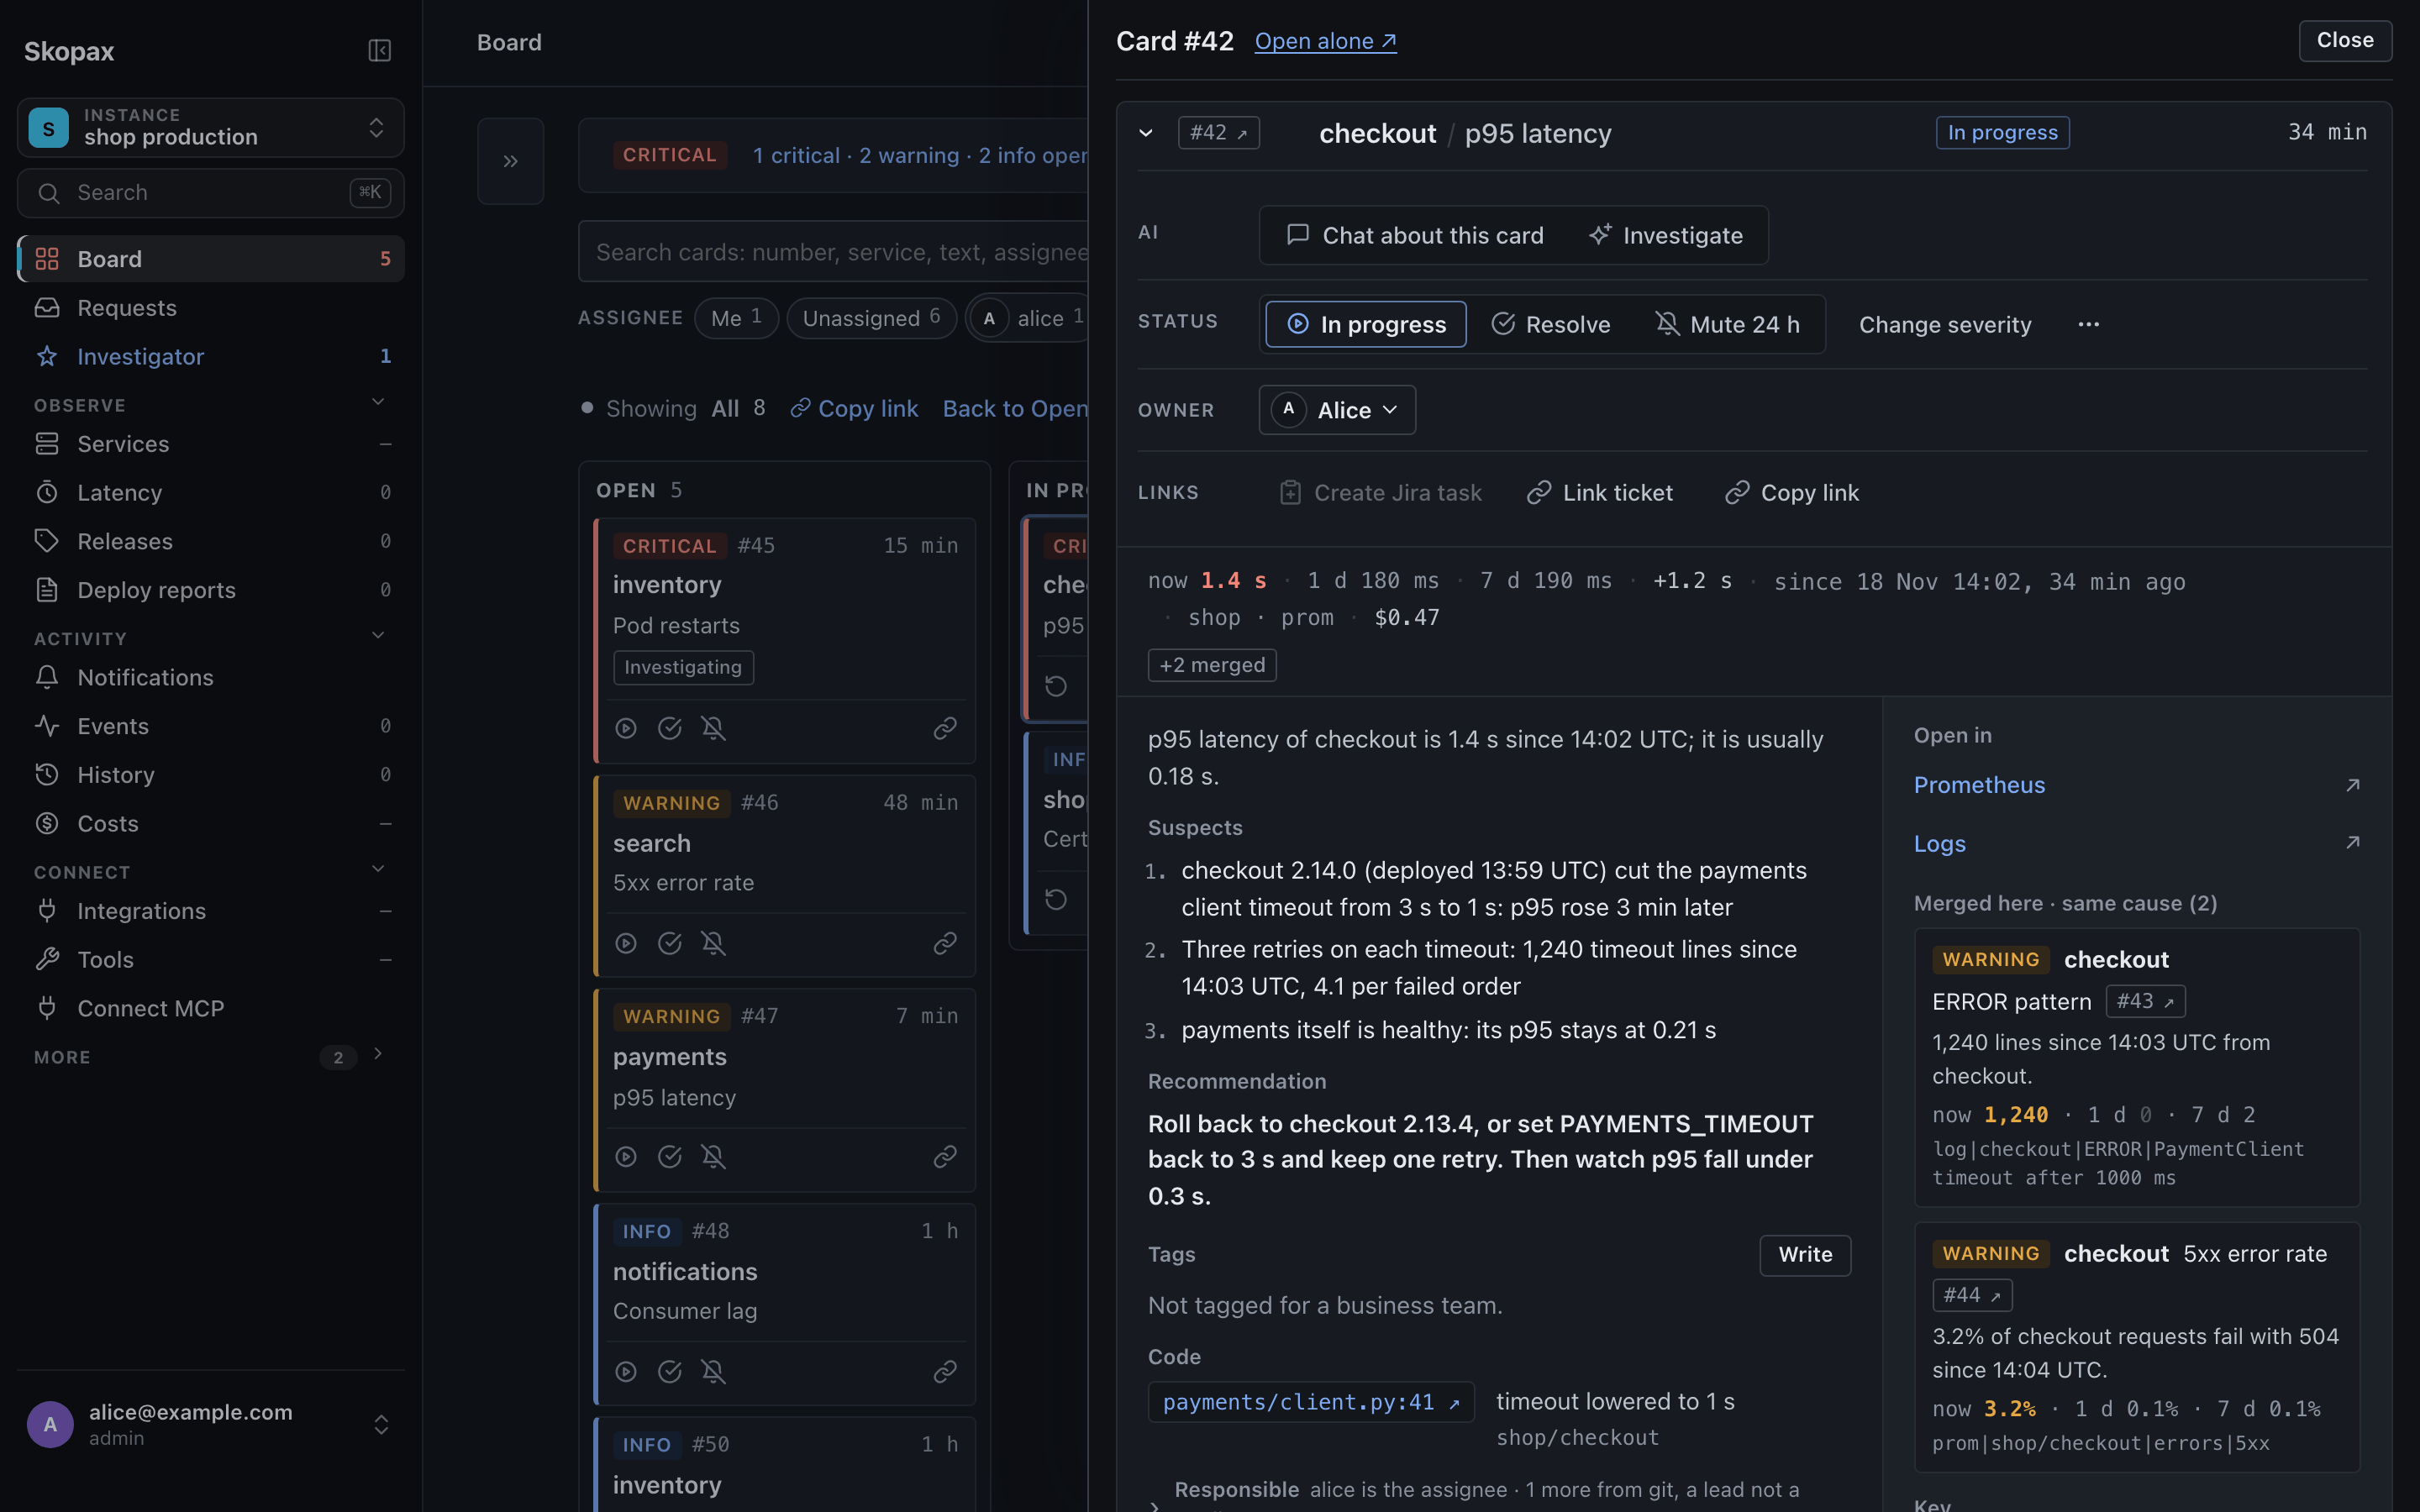 Skopax
S
INSTANCE
shop production
Search
⌘K
Board
5
Requests
Investigator
1
OBSERVE
Services
–
Latency
0
Releases
0
Deploy reports
0
ACTIVITY
Notifications
Events
0
History
0
Costs
–
CONNECT
Integrations
–
Tools
–
Connect MCP
MORE
2
A
alice@example.com
admin
Board
CRITICAL
1 critical · 2 warning · 2 info open
Search cards: number, service, text, assignee
ASSIGNEE
Me 1
Unassigned 6
A alice 1
Showing All 8
Copy link
Back to Open
OPEN 5
CRITICAL #45 15 min
inventory
Pod restarts
Investigating
WARNING #46 48 min
search
5xx error rate
WARNING #47 7 min
payments
p95 latency
INFO #48 1 h
notifications
Consumer lag
INFO #50 1 h
inventory
p95
Cert
Card #42
Open alone ↗
Close
#42 ↗
checkout / p95 latency
In progress
34 min
AI
Chat about this card
Investigate
STATUS
In progress
Resolve
Mute 24 h
Change severity
···
OWNER
A Alice
LINKS
Create Jira task
Link ticket
Copy link
now 1.4 s · 1 d 180 ms · 7 d 190 ms · +1.2 s · since 18 Nov 14:02, 34 min ago
· shop · prom · $0.47
+2 merged
p95 latency of checkout is 1.4 s since 14:02 UTC; it is usually
0.18 s.
Suspects
1. checkout 2.14.0 (deployed 13:59 UTC) cut the payments
client timeout from 3 s to 1 s: p95 rose 3 min later
2. Three retries on each timeout: 1,240 timeout lines since
14:03 UTC, 4.1 per failed order
3. payments itself is healthy: its p95 stays at 0.21 s
Recommendation
Roll back to checkout 2.13.4, or set PAYMENTS_TIMEOUT
back to 3 s and keep one retry. Then watch p95 fall under
0.3 s.
Tags
Write
Not tagged for a business team.
Code
payments/client.py:41 ↗
timeout lowered to 1 s
shop/checkout
Responsible alice is the assignee · 1 more from git, a lead not a
Open in
Prometheus ↗
Logs ↗
Merged here · same cause (2)
WARNING checkout
ERROR pattern #43 ↗
1,240 lines since 14:03 UTC from
checkout.
now 1,240 · 1 d 0 · 7 d 2
log|checkout|ERROR|PaymentClient
timeout after 1000 ms
WARNING checkout 5xx error rate
#44 ↗
3.2% of checkout requests fail with 504
since 14:04 UTC.
now 3.2% · 1 d 0.1% · 7 d 0.1%
prom|shop/checkout|errors|5xx
Key